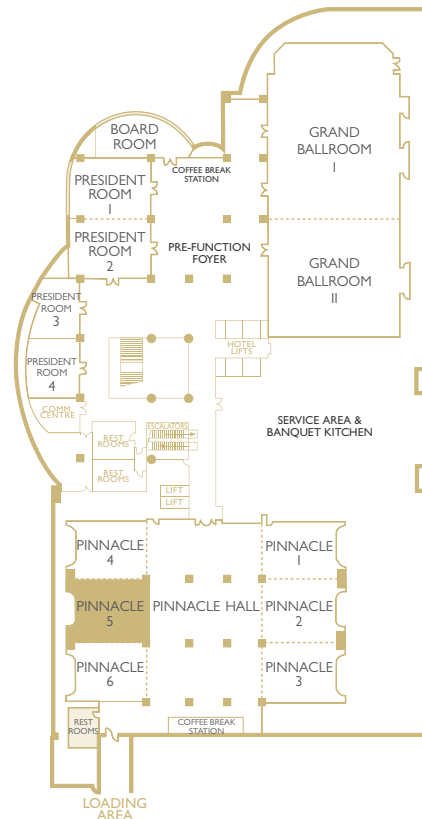 BOARD
ROOM
COFFEE BREAK
STATION
GRAND
BALLROOM
I
PRESIDENT
ROOM
1
PRESIDENT
ROOM
2
PRE-FUNCTION
FOYER
GRAND
BALLROOM
II
PRESIDENT
ROOM
3
HOTEL
LIFTS
PRESIDENT
ROOM
4
COMM.
CENTRE
SERVICE AREA &
BANQUET KITCHEN
ESCALATORS
REST
ROOMS
REST
ROOMS
LIFT
LIFT
PINNACLE
4
PINNACLE
1
PINNACLE
5
PINNACLE HALL
PINNACLE
2
PINNACLE
6
PINNACLE
3
REST
ROOMS
COFFEE BREAK
STATION
LOADING
AREA